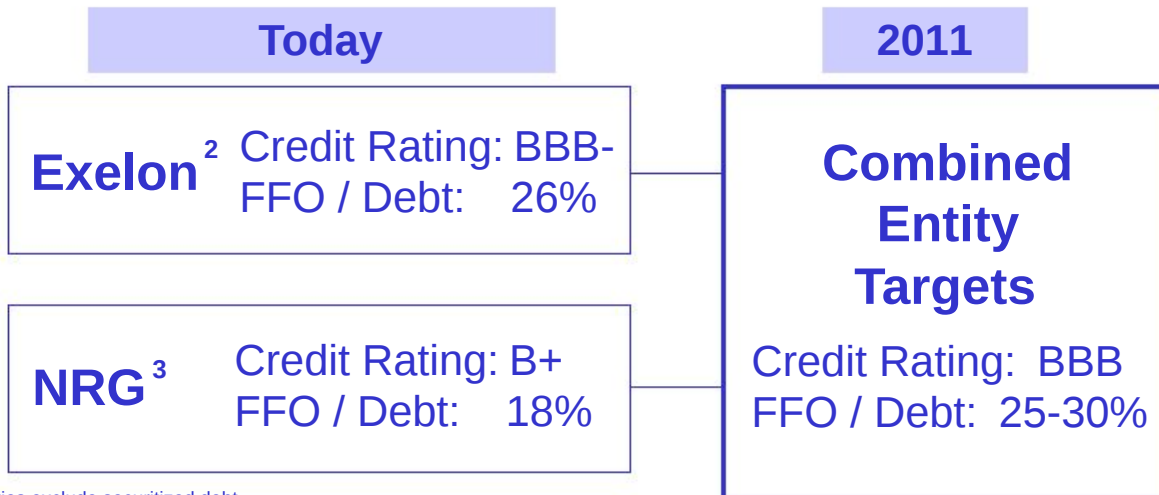 Today
2011
Exelon 2
Credit Rating: BBB-
FFO / Debt: 26%
NRG 3
Credit Rating: B+
FFO / Debt: 18%
Combined
Entity
Targets
Credit Rating: BBB
FFO / Debt: 25-30%